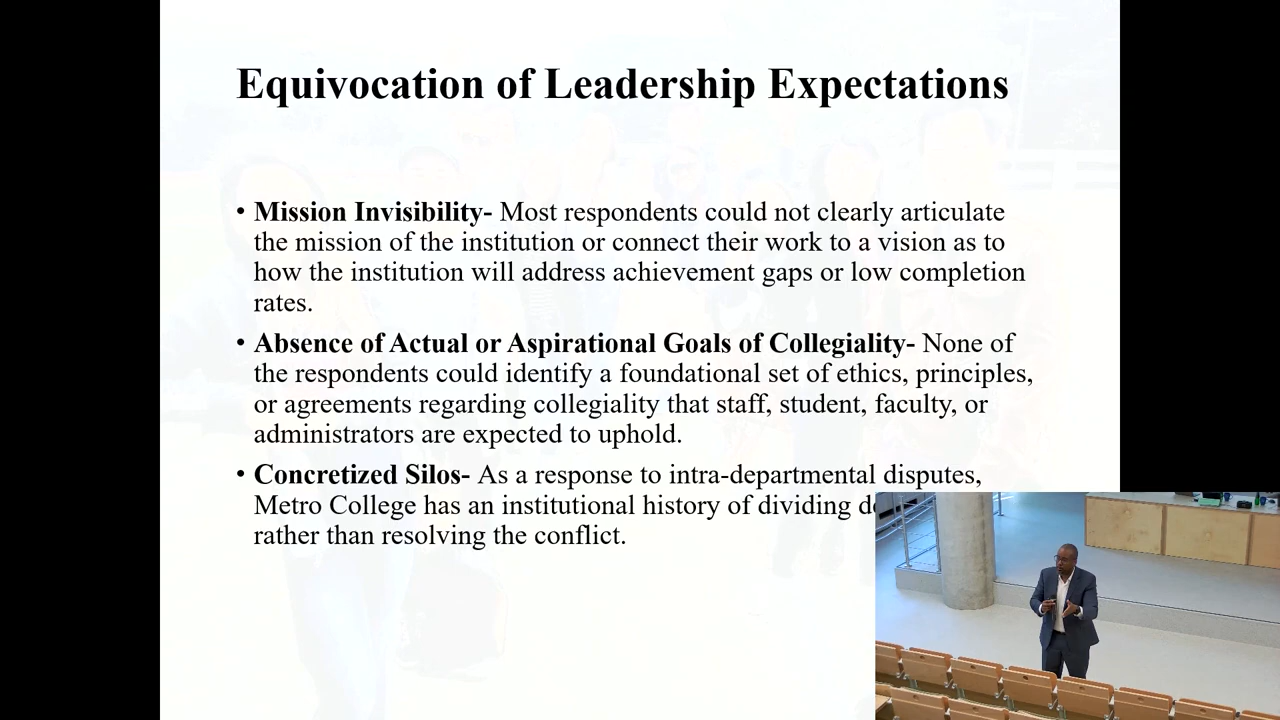 Equivocation of Leadership Expectations
• Mission Invisibility- Most respondents could not clearly articulate
the mission of the institution or connect their work to a vision as to
how the institution will address achievement gaps or low completion
rates.
• Absence of Actual or Aspirational Goals of Collegiality- None of
the respondents could identify a foundational set of ethics, principles,
or agreements regarding collegiality that staff, student, faculty, or
administrators are expected to uphold.
• Concretized Silos- As a response to intra-departmental disputes,
Metro College has an institutional history of dividing
rather than resolving the conflict.